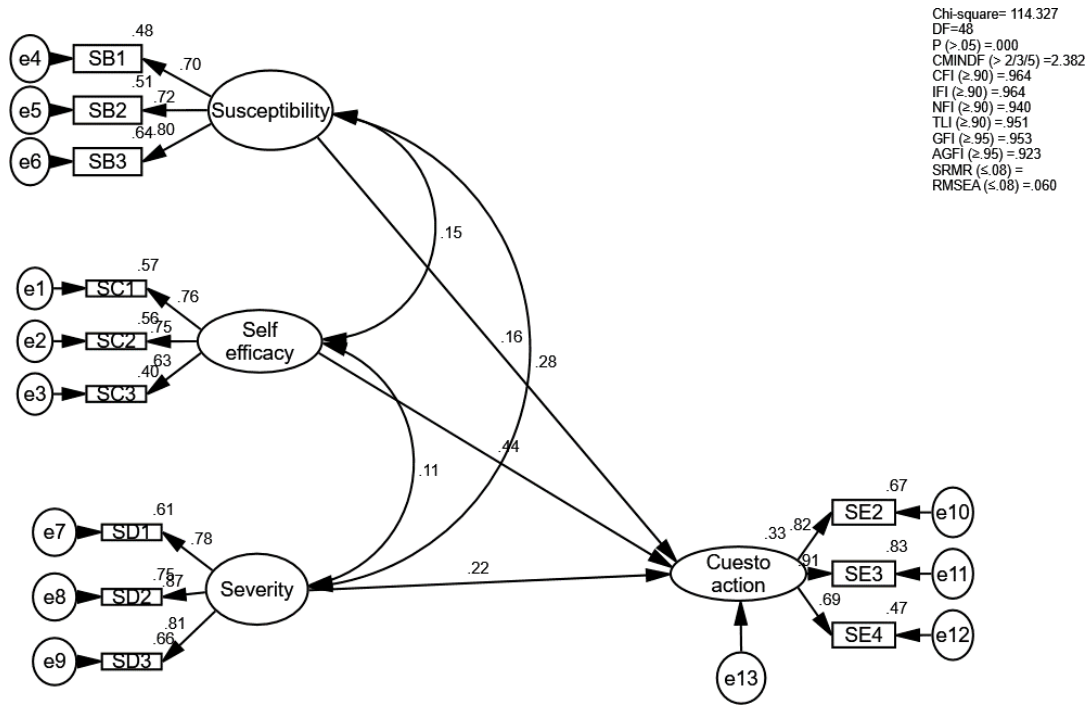 Chi-square= 114.327
DF=48
P (>.05) =.000
CMINDF (> 2/3/5) =2.382
CFI (≥.90) =.964
IFI (≥.90) =.964
NFI (≥.90) =.940
TLI (≥.90) =.951
GFI (≥.95) =.953
AGFI (≥.95) =.923
SRMR (≤.08) =
RMSEA (≤.08) =.060
.48
e4 SB1 .70
.51
e5 SB2 .72 Susceptibility
.64 .80
e6 SB3
.15
.57
e1 SC1 .76
.56
e2 SC2 .75
Self
efficacy
.40 .63
e3 SC3
.16
.28
.44
.11
.61
e7 SD1 .78
.75 .87
e8 SD2 Severity
.81
.66
e9 SD3
.22
.33
Cuesto
action
.67
.82 SE2 e10
.83
.91 SE3 e11
.47
.69 SE4 e12
e13